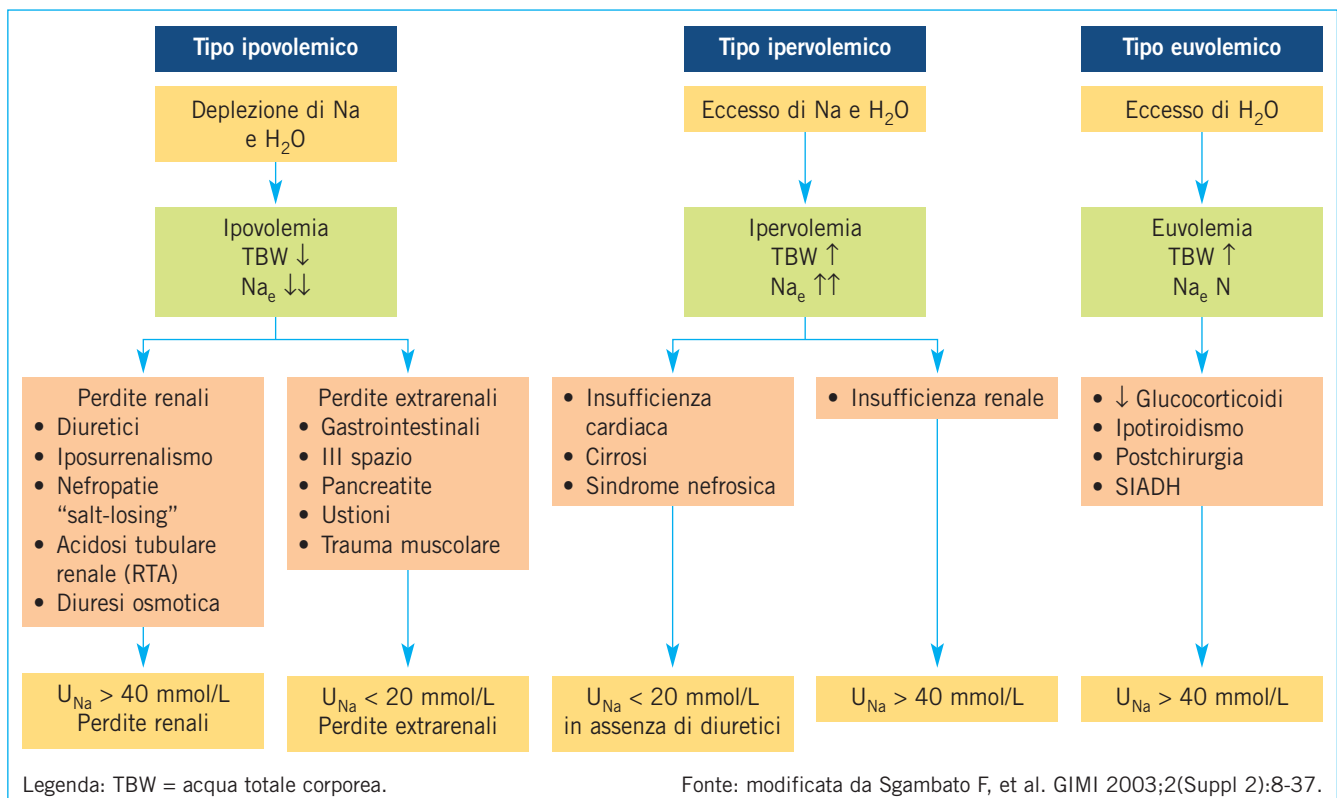 Tipo ipovolemico
Deplezione di Na
e H₂O
Ipovolemia
TBW ↓
Naₑ ↓↓
Perdite renali
• Diuretici
• Iposurrenalismo
• Nefropatie
“salt-losing”
• Acidosi tubulare
renale (RTA)
• Diuresi osmotica
U_Na > 40 mmol/L
Perdite renali
Perdite extrarenali
• Gastrointestinali
• III spazio
• Pancreatite
• Ustioni
• Trauma muscolare
U_Na < 20 mmol/L
Perdite extrarenali
Tipo ipervolemico
Eccesso di Na e H₂O
Ipervolemia
TBW ↑
Naₑ ↑↑
• Insufficienza
cardiaca
• Cirrosi
• Sindrome nefrosica
U_Na < 20 mmol/L
in assenza di diuretici
• Insufficienza renale
U_Na > 40 mmol/L
Tipo euvolemico
Eccesso di H₂O
Euvolemia
TBW ↑
Naₑ N
• ↓ Glucocorticoidi
• Ipotiroidismo
• Postchirurgia
• SIADH
U_Na > 40 mmol/L
Legenda: TBW = acqua totale corporea.
Fonte: modificata da Sgambato F, et al. GIMI 2003;2(Suppl 2):8-37.